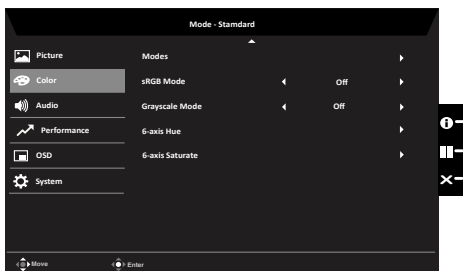 Mode - Stamdard
Picture
Modes
Color
sRGB Mode
Off
Audio
Grayscale Mode
Off
Performance
6-axis Hue
OSD
6-axis Saturate
System
Move
Enter